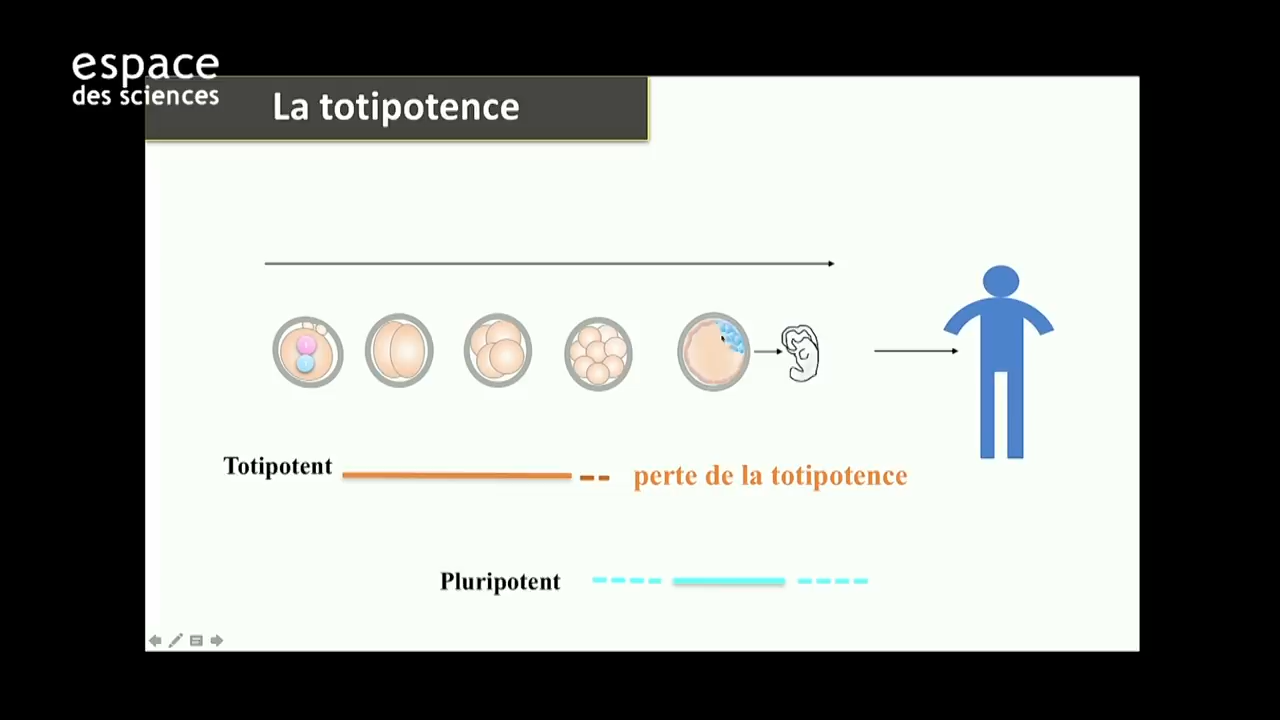 espace
des sciences
La totipotence
Totipotent
perte de la totipotence
Pluripotent